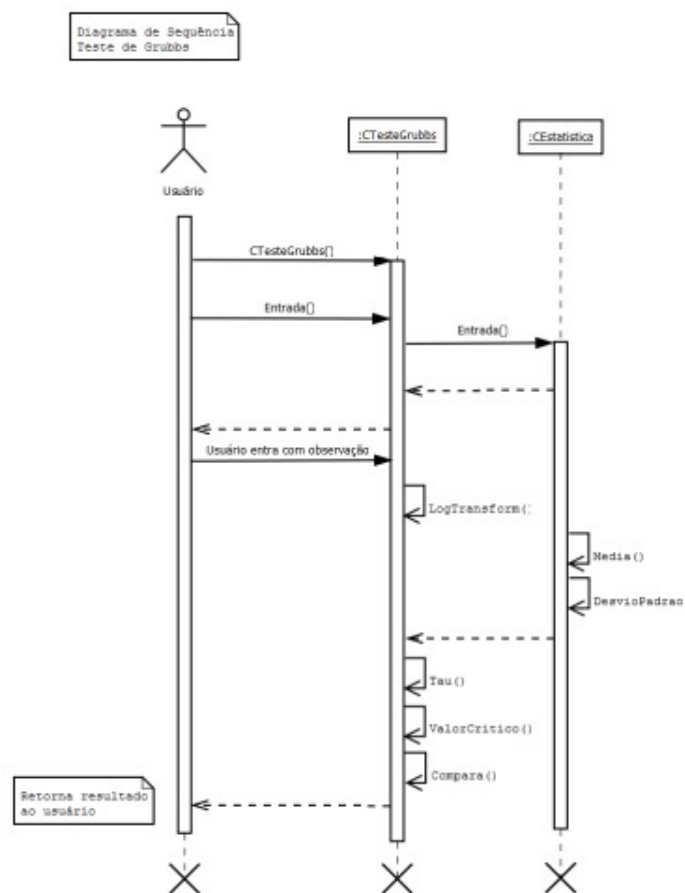 Diagrama de Sequência
Teste de Grubbs
:CTesteGrubbs
:CEstatistica
Usuário
CTesteGrubbs()
Entrada()
Entrada()
Usuário entra com observação
LogTransform(
Media()
DesvioPadrao
Tau()
ValorCritico()
Compara()
Retorna resultado
ao usuário